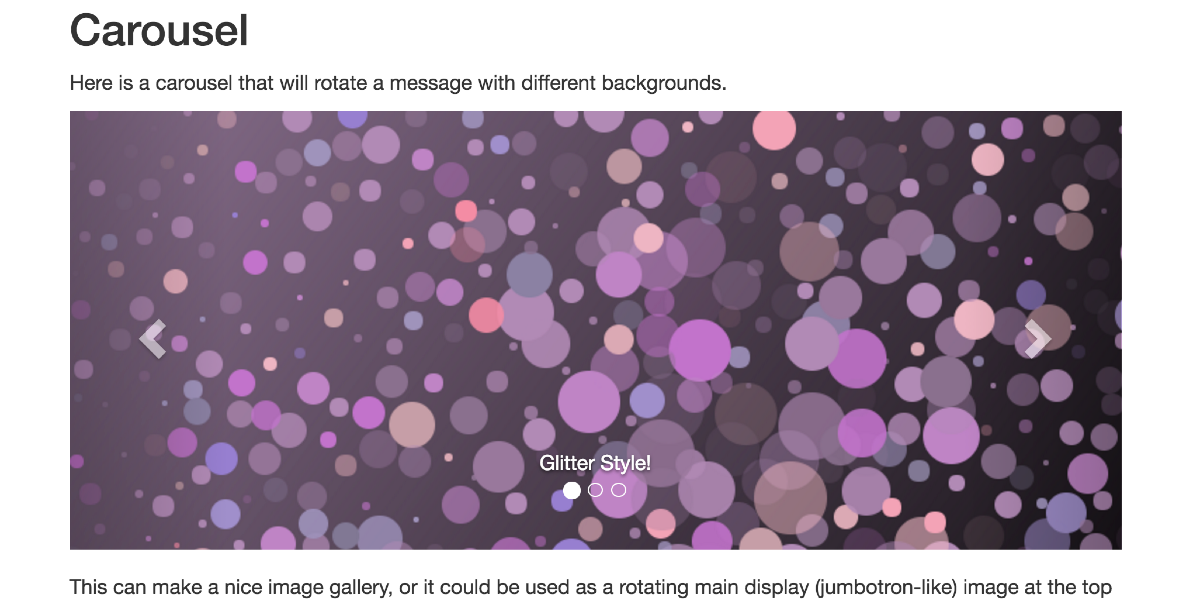 Carousel
Here is a carousel that will rotate a message with different backgrounds.
Glitter Style!
This can make a nice image gallery, or it could be used as a rotating main display (jumbotron-like) image at the top